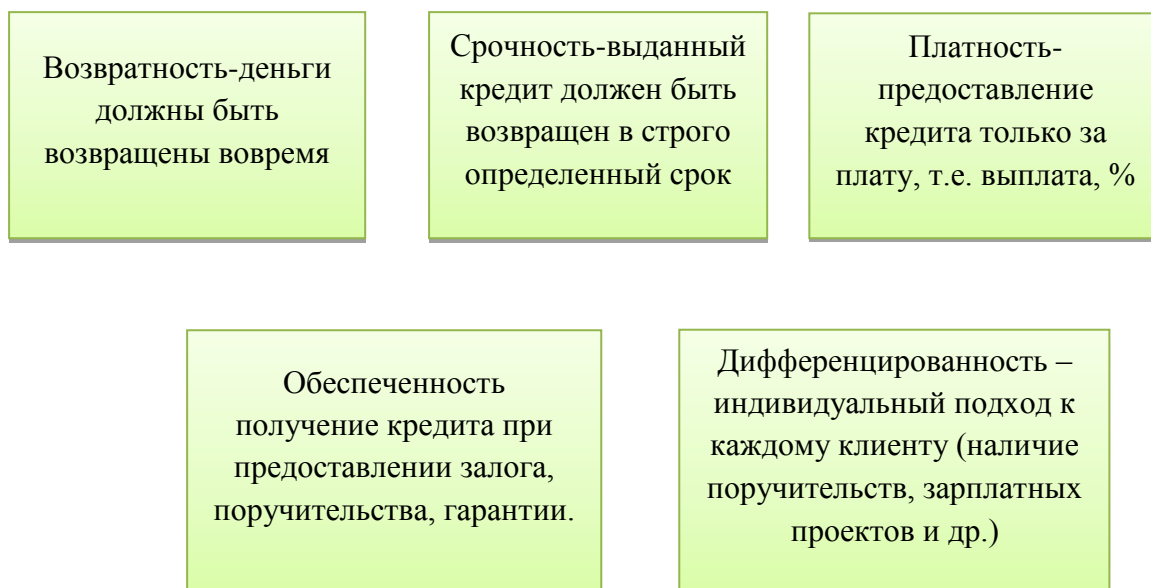 Возвратность-деньги
должны быть
возвращены вовремя
Срочность-выданный
кредит должен быть
возвращен в строго
определенный срок
Платность-
предоставление
кредита только за
плату, т.е. выплата, %
Обеспеченность
получение кредита при
предоставлении залога,
поручительства, гарантии.
Дифференцированность –
индивидуальный подход к
каждому клиенту (наличие
поручительств, зарплатных
проектов и др.)